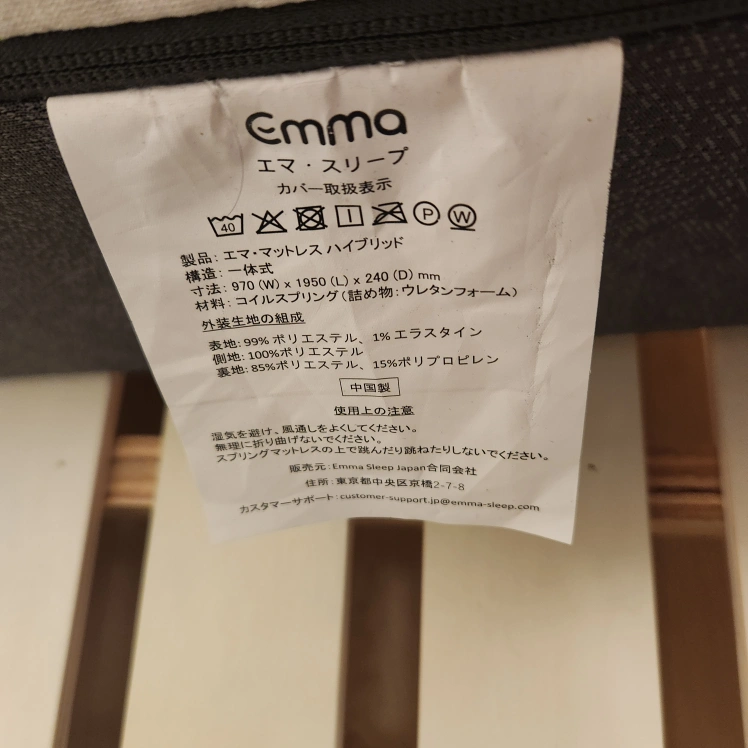 emma
エマ・スリープ
カバー取扱表示
40 P W
製品: エマ・マットレス ハイブリッド
構造: 一体式
寸法: 970 (W) x 1950 (L) x 240 (D) mm
材料: コイルスプリング (詰め物: ウレタンフォーム)
外装生地の組成
表地: 99% ポリエステル、1% エラスタイン
側地: 100%ポリエステル
裏地: 85%ポリエステル、15%ポリプロピレン
中国製
使用上の注意
湿気を避け、風通しをよくしてください。
無理に折り曲げないでください。
スプリングマットレスの上で跳んだり跳ねたりしないでください。
販売元: Emma Sleep Japan合同会社
住所: 東京都中央区京橋2-7-8
カスタマーサポート: customer-support.jp@emma-sleep.com